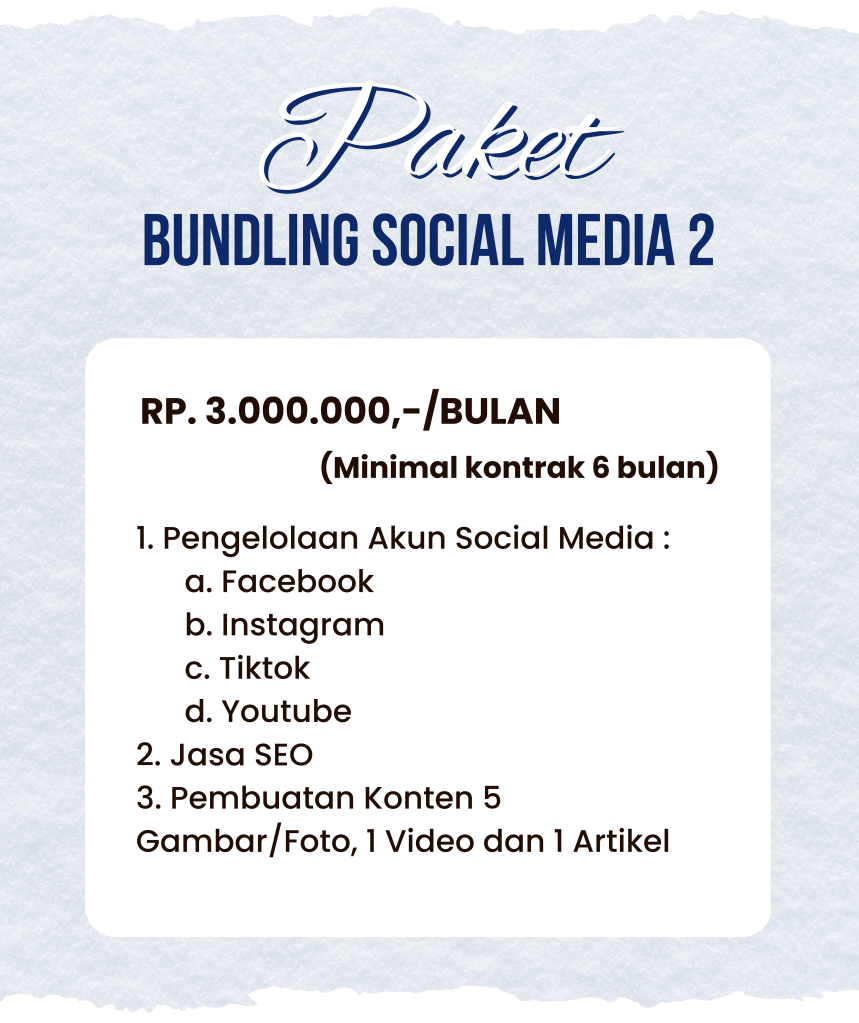 Paket
BUNDLING SOCIAL MEDIA 2
RP. 3.000.000,-/BULAN
(Minimal kontrak 6 bulan)
1. Pengelolaan Akun Social Media :
a. Facebook
b. Instagram
c. Tiktok
d. Youtube
2. Jasa SEO
3. Pembuatan Konten 5
Gambar/Foto, 1 Video dan 1 Artikel